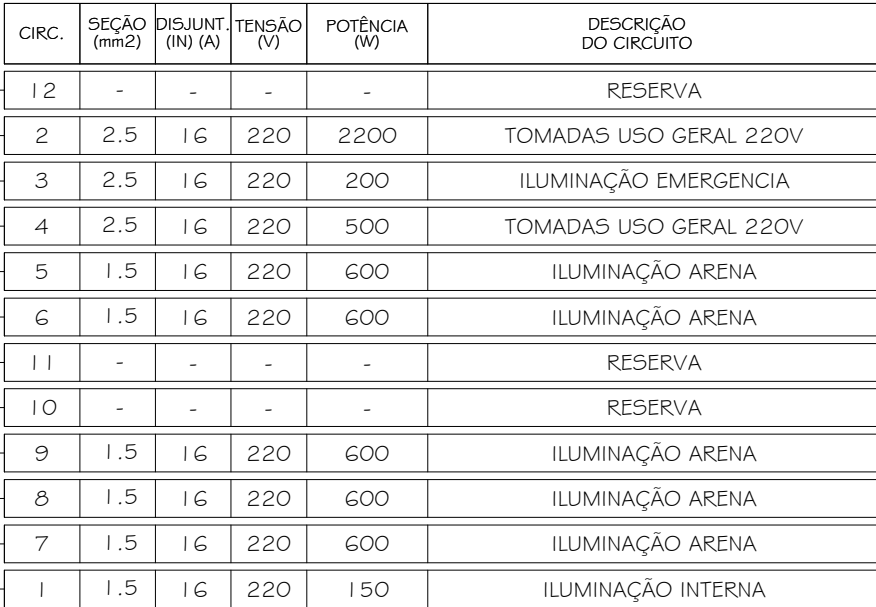 CIRC. SEÇÃO (mm2) DISJUNT. (IN) (A) TENSÃO (V) POTÊNCIA (W) DESCRIÇÃO DO CIRCUITO
12 - - - - RESERVA
2 2.5 16 220 2200 TOMADAS USO GERAL 220V
3 2.5 16 220 200 ILUMINAÇÃO EMERGENCIA
4 2.5 16 220 500 TOMADAS USO GERAL 220V
5 1.5 16 220 600 ILUMINAÇÃO ARENA
6 1.5 16 220 600 ILUMINAÇÃO ARENA
11 - - - - RESERVA
10 - - - - RESERVA
9 1.5 16 220 600 ILUMINAÇÃO ARENA
8 1.5 16 220 600 ILUMINAÇÃO ARENA
7 1.5 16 220 600 ILUMINAÇÃO ARENA
1 1.5 16 220 150 ILUMINAÇÃO INTERNA